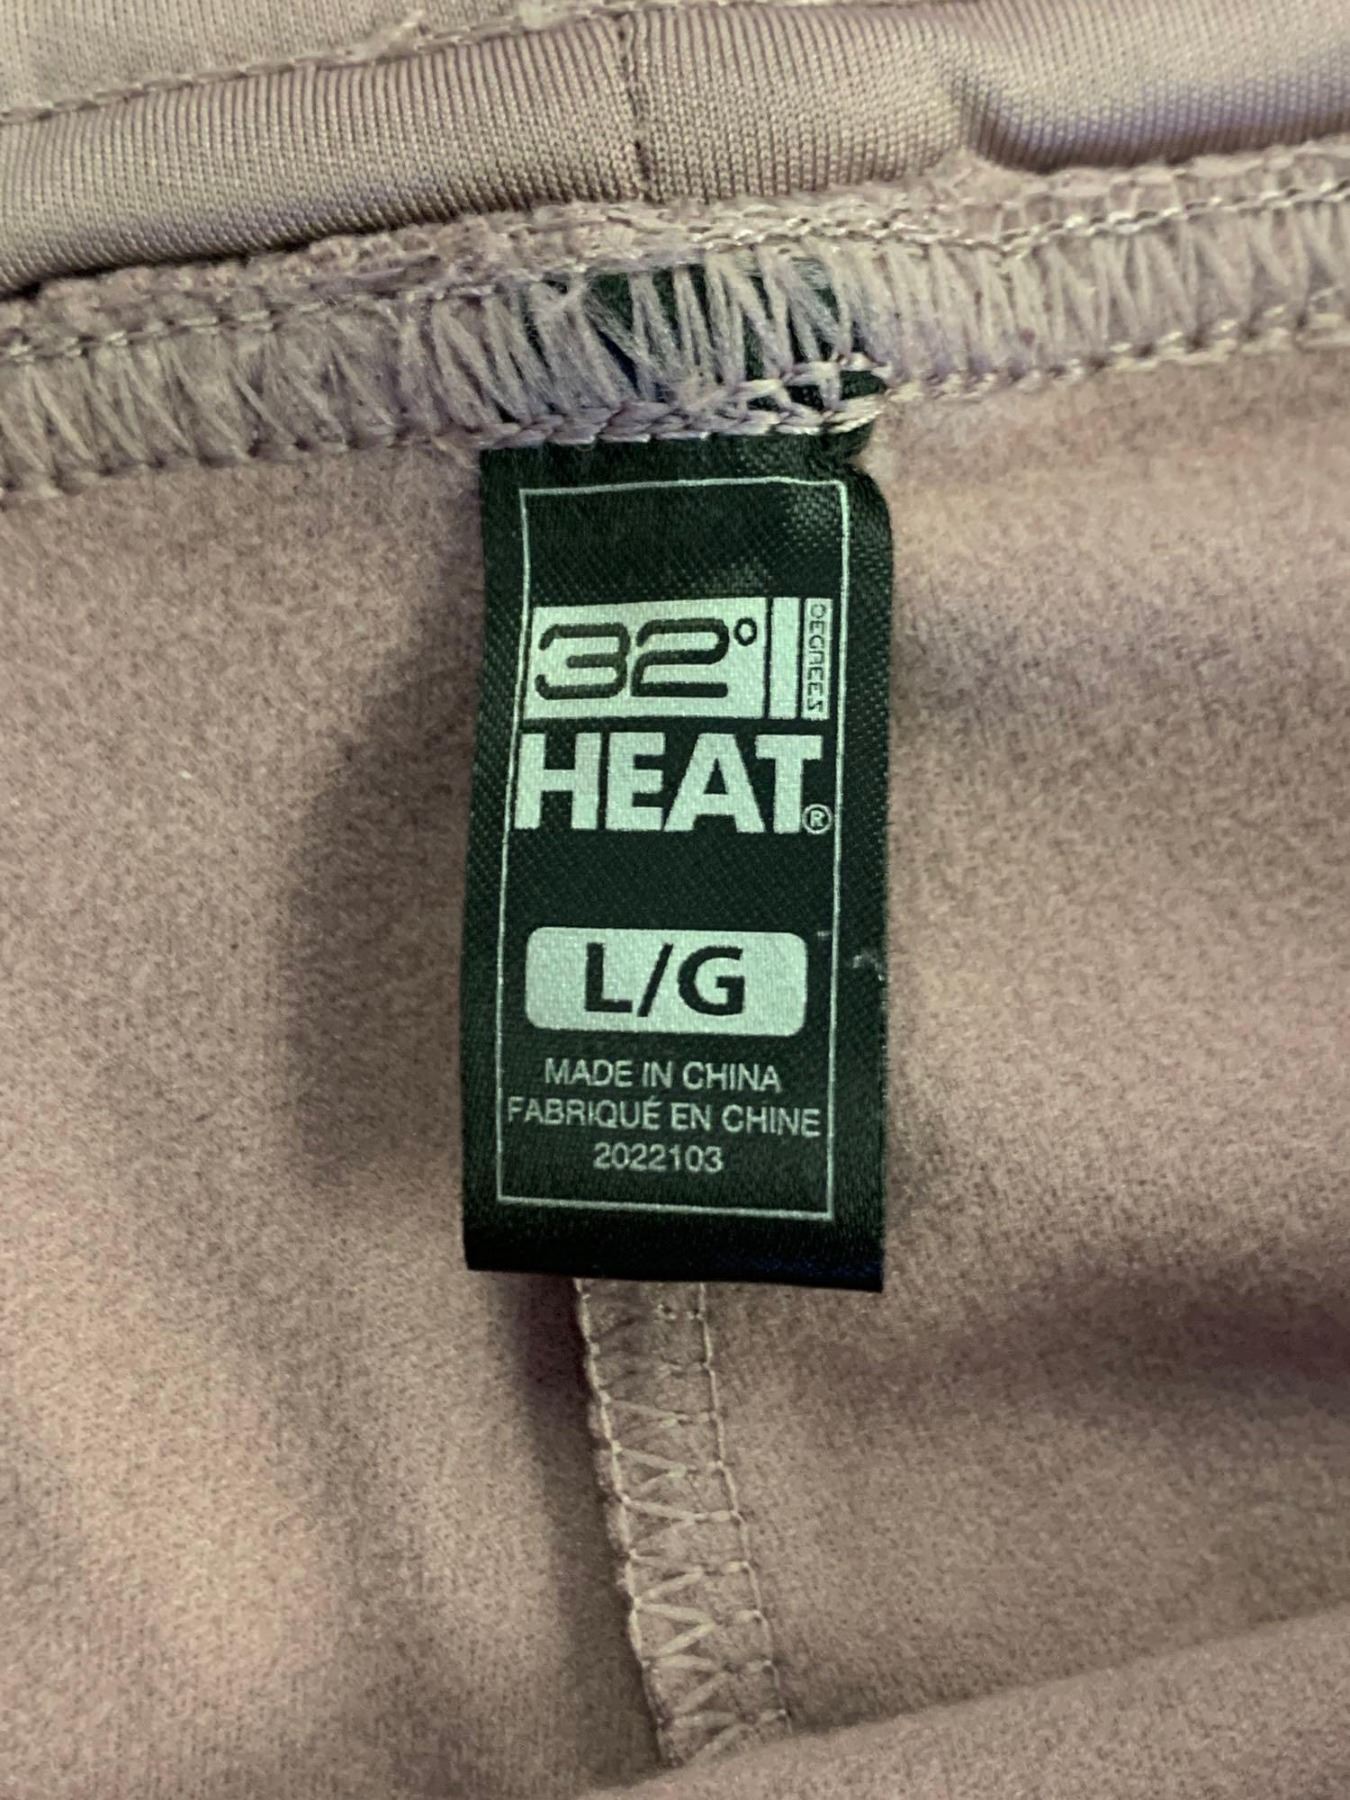 32° DEGREES
HEAT®
L/G
MADE IN CHINA
FABRIQUÉ EN CHINE
2022103